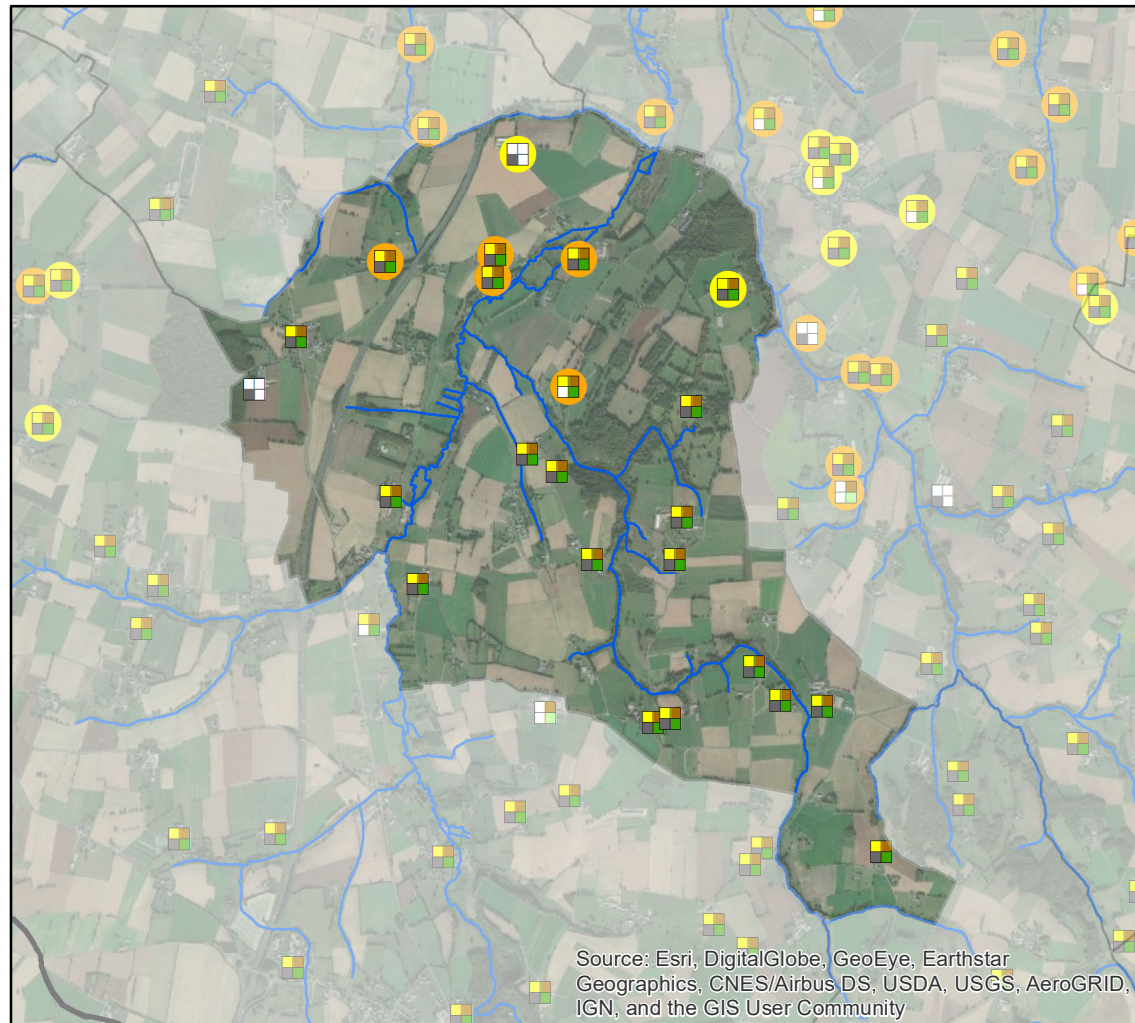 Source: Esri, DigitalGlobe, GeoEye, Earthstar
Geographics, CNES/Airbus DS, USDA, USGS, AeroGRID,
IGN, and the GIS User Community